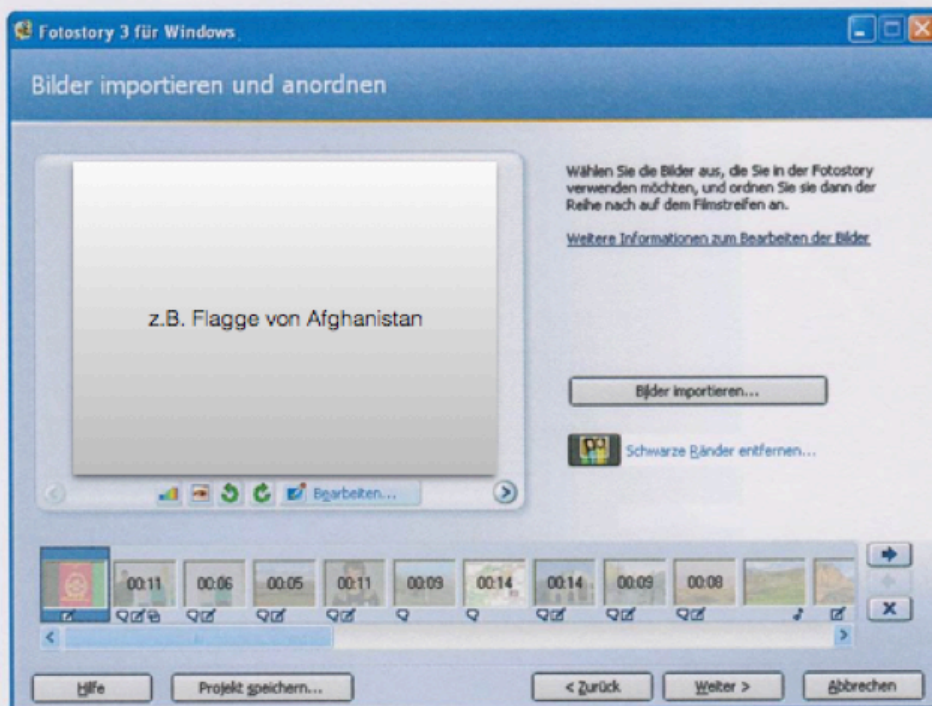 Fotostory 3 für Windows
Bilder importieren und anordnen
Wählen Sie die Bilder aus, die Sie in der Fotostory
verwenden möchten, und ordnen Sie sie dann der
Reihe nach auf dem Filmstreifen an.
Weitere Informationen zum Bearbeiten der Bilder
z.B. Flagge von Afghanistan
Bilder importieren...
Schwarze Ränder entfernen...
Bearbeiten...
00:11 00:06 00:05 00:11 00:09 00:14 00:14 00:09 00:08
Hilfe
Projekt speichern...
< Zurück
Weiter >
Abbrechen